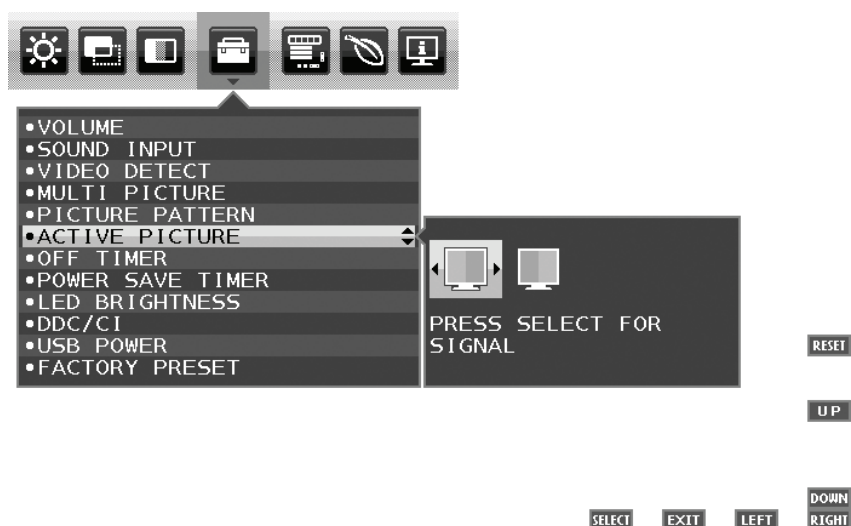 •VOLUME
•SOUND INPUT
•VIDEO DETECT
•MULTI PICTURE
•PICTURE PATTERN
•ACTIVE PICTURE
•OFF TIMER
•POWER SAVE TIMER
•LED BRIGHTNESS
•DDC/CI
•USB POWER
•FACTORY PRESET
PRESS SELECT FOR
SIGNAL
RESET
UP
DOWN
SELECT EXIT LEFT RIGHT